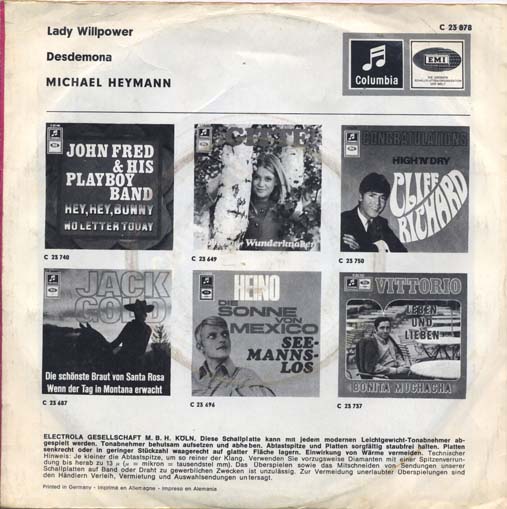 Lady Willpower
C 23 878
Desdemona
MICHAEL HEYMANN
Columbia
EMI
JOHN FRED
& HIS
PLAYBOY
BAND
HEY, HEY, BUNNY
NO LETTER TODAY
C 23 740
Wunderknaben
C 23 649
CONGRATULATIONS
HIGH'N'DRY
CLIFF
RICHARD
C 23 750
JACK
GOLD
Die schönste Braut von Santa Rosa
Wenn der Tag in Montana erwacht
C 23 687
HEINO
DIE
SONNE
VON
MEXICO
SEE-
MANNS-
LOS
C 23 696
VITTORIO
LEBEN
UND
LIEBEN
BONITA MUCHACHA
C 23 737
ELECTROLA GESELLSCHAFT M. B. H. KÖLN, Diese Schallplatte kann mit jedem modernen Leichtgewicht-Tonabnehmer ab-
gespielt werden. Tonabnehmer behutsam aufsetzen und abheben. Abtastspitze und Platten sorgfältig staubfrei halten. Platten
senkrecht oder in geringer Stückzahl waagerecht auf glatter Fläche lagern. Einwirkung von Wärme vermeiden. Technischer
Hinweis: Je kleiner die Abtastspitze, um so reiner der Klang. Verwenden Sie vorzugsweise Diamanten mit einer Spitzenverrun-
dung bis herab zu 13 µ (µ = mikron = tausendstel mm). Das Überspielen sowie das Mitschneiden von Sendungen unserer
Schallplatten auf Band oder Draht zu gewerblichen Zwecken ist unzulässig. Zur Vermeidung unerlaubter Überspielungen sind
den Händlern Verleih, Vermietung und Auswahlsendungen untersagt.
Printed in Germany - Imprimé en Allemagne - Impreso en Alemania